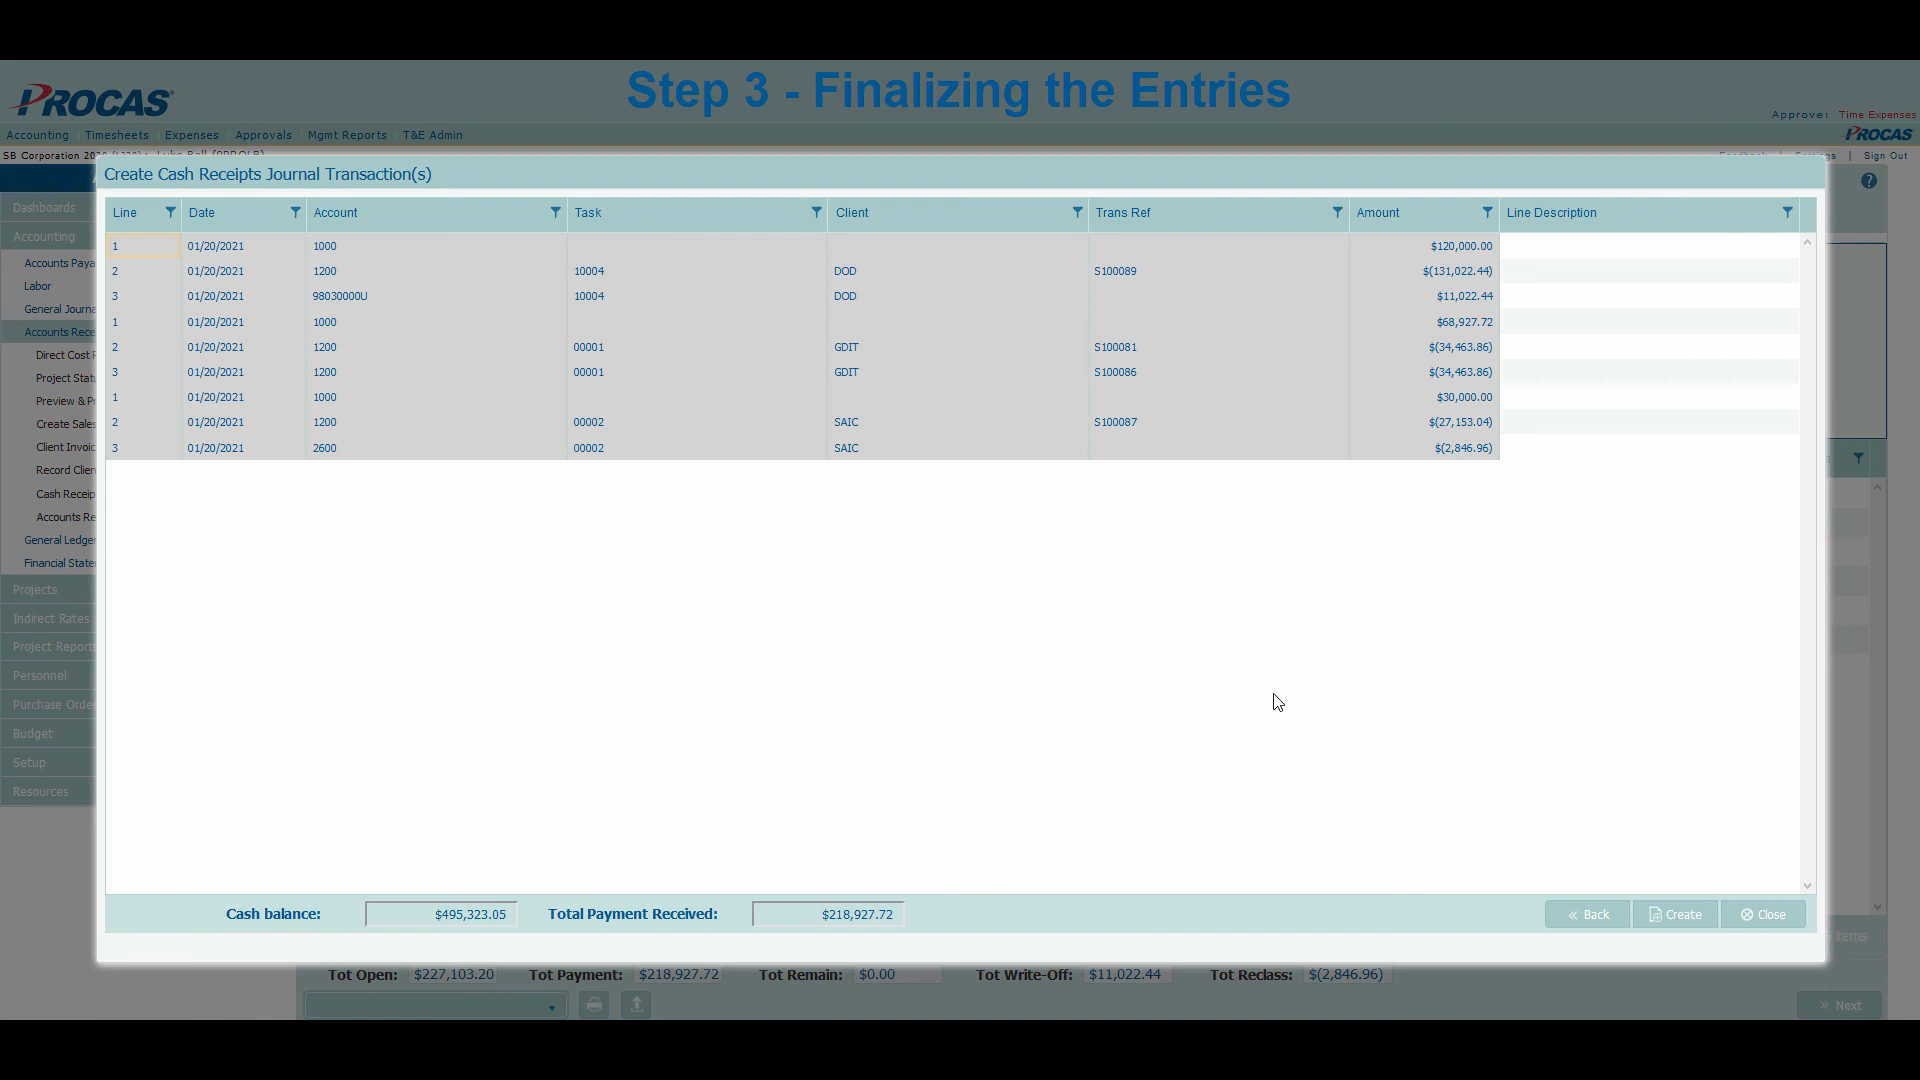 Step 3 - Finalizing the Entries
PROCAS
Approve: Time Expenses
Accounting Timesheets Expenses Approvals Mgmt Reports T&E Admin
PROCAS
SB Corporation
| | Sign Out
Create Cash Receipts Journal Transaction(s)
Line Date Account Task Client Trans Ref Amount Line Description
1 01/20/2021 1000 $120,000.00
2 01/20/2021 1200 10004 DOD S100089 $(131,022.44)
3 01/20/2021 98030000U 10004 DOD $11,022.44
1 01/20/2021 1000 $68,927.72
2 01/20/2021 1200 00001 GDIT S100081 $(34,463.86)
3 01/20/2021 1200 00001 GDIT S100086 $(34,463.86)
1 01/20/2021 1000 $30,000.00
2 01/20/2021 1200 00002 SAIC S100087 $(27,153.04)
3 01/20/2021 2600 00002 SAIC $(2,846.96)
Cash balance: $495,323.05 Total Payment Received: $218,927.72
« Back Create Close
Dashboards
Accounting
Accounts Paya
Labor
General Journa
Accounts Rece
Direct Cost
Project Stat
Preview & P
Create Sales
Client Invoic
Record Clien
Cash Receip
Accounts Re
General Ledge
Financial State
Projects
Indirect Rates
Project Report
Personnel
Purchase Orde
Budget
Setup
Resources
Items
Tot Open: $227,103.20 Tot Payment: $218,927.72 Tot Remain: $0.00 Tot Write-Off: $11,022.44 Tot Reclass: $(2,846.96)
» Next